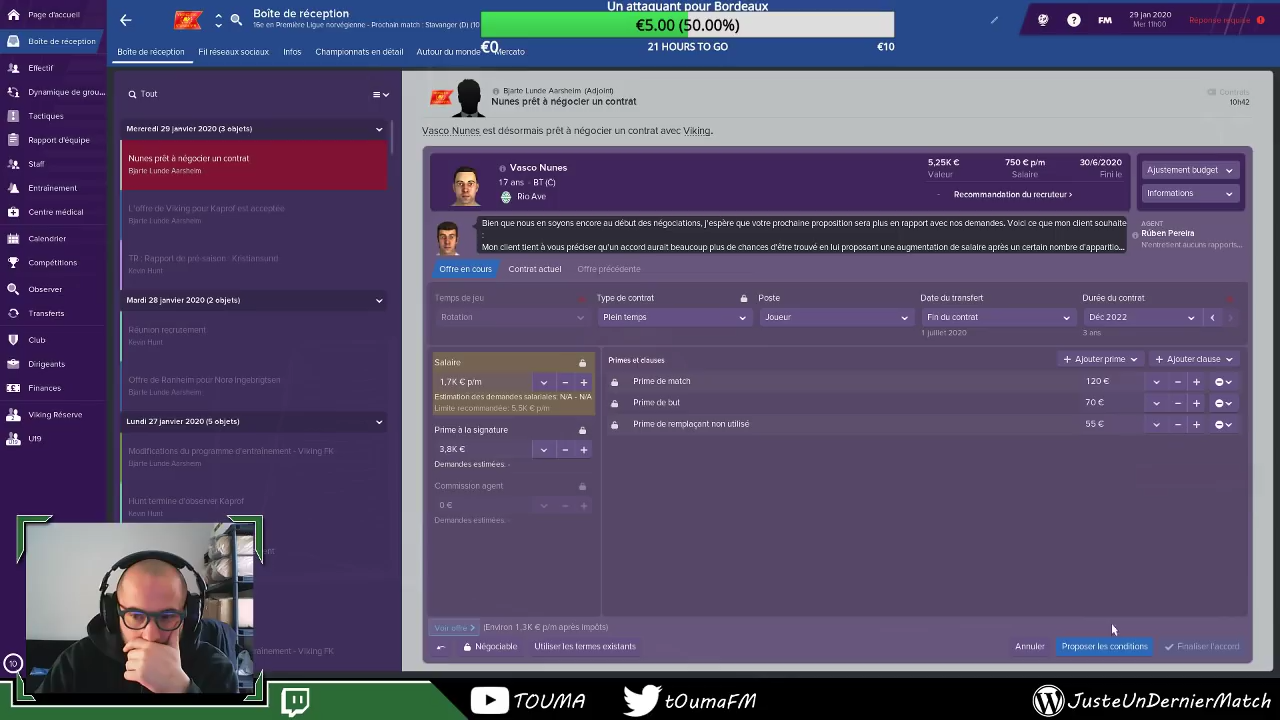 Un attaquant pour Bordeaux
€5.00 (50.00%)
€0
21 HOURS TO GO
€10
Boîte de réception
16e en Première Ligue norvégienne - Prochain match : Stavanger (D) (10
FM
29 jan 2020
Mer 11h00
Réponse requise
Boîte de réception
Fil réseaux sociaux
Infos
Championnats en détail
Autour du monde
Mercato
Page d'accueil
Boîte de réception
Effectif
Dynamique de grou...
Tactiques
Rapport d'équipe
Staff
Entraînement
Centre médical
Calendrier
Compétitions
Observer
Transferts
Club
Dirigeants
Finances
Viking Réserve
U19
10
Tout
Mercredi 29 janvier 2020 (3 objets)
Nunes prêt à négocier un contrat
Bjarte Lunde Aarsheim
L'offre de Viking pour Kaprof est acceptée
Bjarte Lunde Aarsheim
TR : Rapport de pré-saison : Kristiansund
Kevin Hunt
Mardi 28 janvier 2020 (2 objets)
Réunion recrutement
Kevin Hunt
Offre de Ranheim pour Nora Ingebrigtsen
Bjarte Lunde Aarsheim
Lundi 27 janvier 2020 (5 objets)
Modifications du programme d'entraînement - Viking FK
Bjarte Lunde Aarsheim
Hunt termine d'observer Kaprof
Kevin Hunt
ent
aînement - Viking FK
Bjarte Lunde Aarsheim (Adjoint)
Nunes prêt à négocier un contrat
Contrats
10h42
Vasco Nunes est désormais prêt à négocier un contrat avec Viking.
Vasco Nunes
17 ans - BT (C)
Rio Ave
5,25K €
Valeur
750 € p/m
Salaire
30/6/2020
Fini le
- Recommandation du recruteur >
Ajustement budget
Informations
Bien que nous en soyons encore au début des négociations, j'espère que votre prochaine proposition sera plus en rapport avec nos demandes. Voici ce que mon client souhaite
:
Mon client tient à vous préciser qu'un accord aurait beaucoup plus de chances d'être trouvé en lui proposant une augmentation de salaire après un certain nombre d'apparitio...
AGENT
Rúben Pereira
N'entretient aucuns rapports...
Offre en cours
Contrat actuel
Offre précédente
Temps de jeu
Rotation
Type de contrat
Plein temps
Poste
Joueur
Date du transfert
Fin du contrat
1 juillet 2020
Durée du contrat
Déc 2022
3 ans
Salaire
1,7K € p/m
Estimation des demandes salariales: N/A - N/A
Limite recommandée: 5,5K € p/m
Prime à la signature
3,8K €
Demandes estimées: -
Commission agent
0 €
Demandes estimées: -
Primes et clauses
Ajouter prime
Ajouter clause
Prime de match
120 €
Prime de but
70 €
Prime de remplaçant non utilisé
55 €
Voir offre >
(Environ 1,3K € p/m après impôts)
Négociable
Utiliser les termes existants
Annuler
Proposer les conditions
Finaliser l'accord
TOUMA
tOumaFM
JusteUnDernierMatch